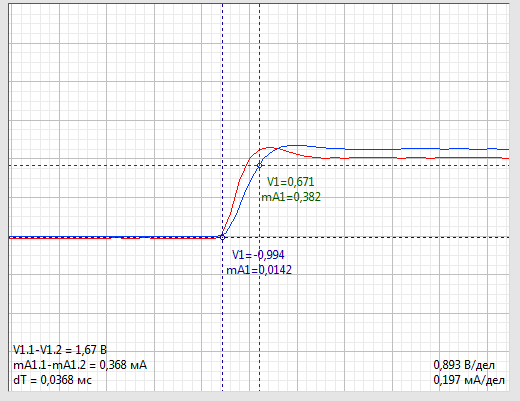 V1=0,671
mA1=0,382
V1=-0,994
mA1=0,0142
V1.1-V1.2 = 1,67 В
mA1.1-mA1.2 = 0,368 мА
dT = 0,0368 мс
0,893 В/дел
0,197 мА/дел